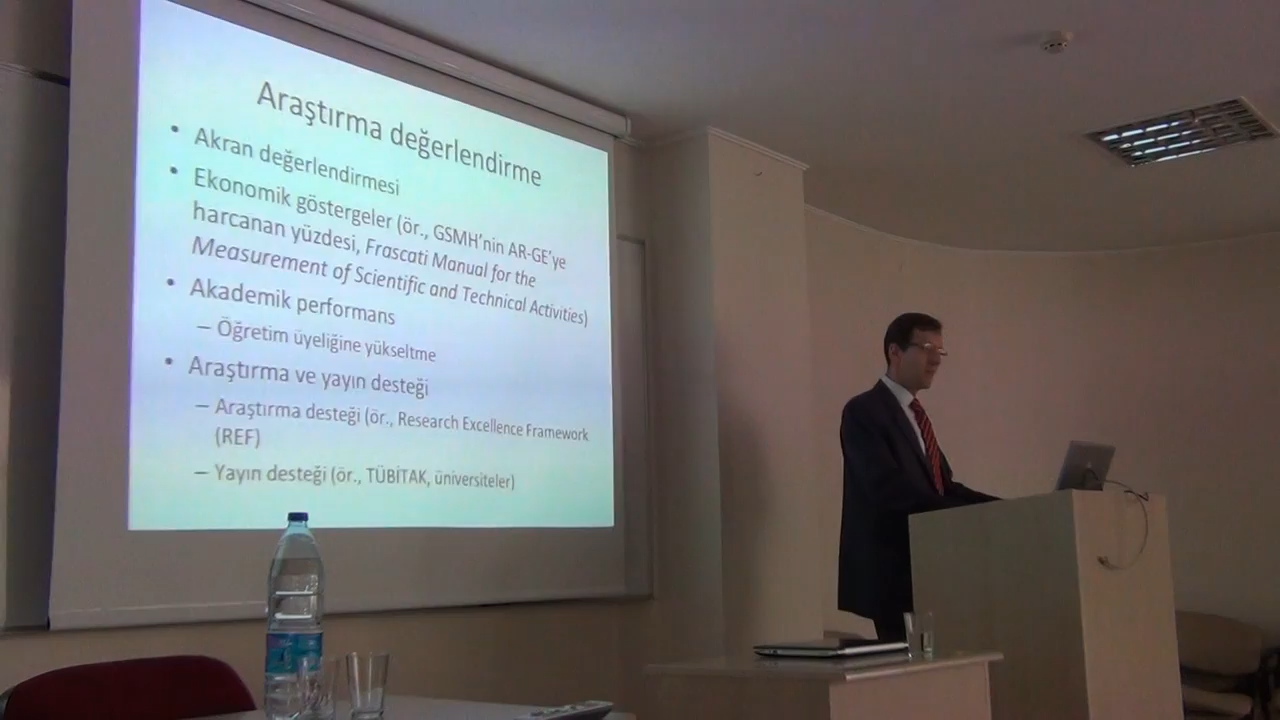 Araştırma değerlendirme
• Akran değerlendirmesi
• Ekonomik göstergeler (ör., GSMH'nin AR-GE'ye
harcanan yüzdesi, Frascati Manual for the
Measurement of Scientific and Technical Activities)
• Akademik performans
– Öğretim üyeliğine yükseltme
• Araştırma ve yayın desteği
– Araştırma desteği (ör., Research Excellence Framework
(REF)
– Yayın desteği (ör., TÜBİTAK, üniversiteler)